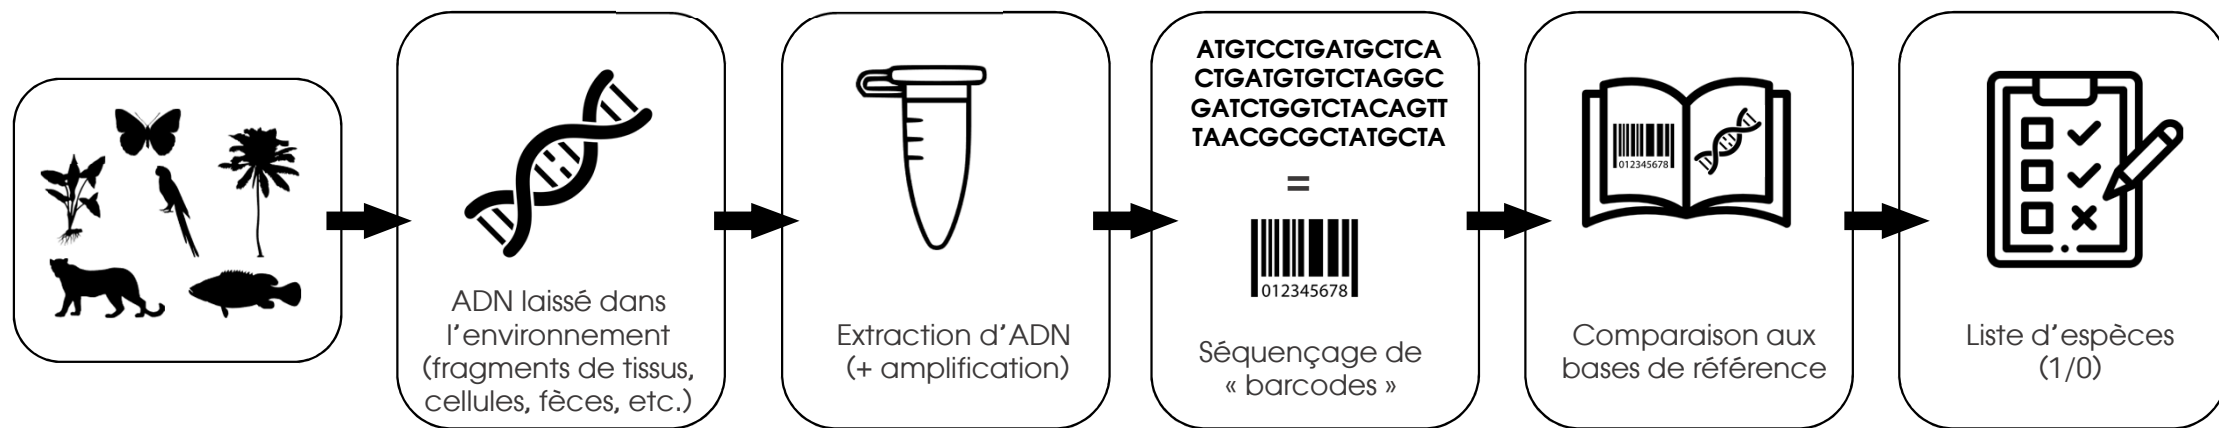 ADN laissé dans
l'environnement
(fragments de tissus,
cellules, fèces, etc.)
Extraction d'ADN
(+ amplification)
ATGTCCTGATGCTCA
CTGATGTGTCTAGGC
GATCTGGTCTACAGTT
TAACGCGCTATGCTA
=
012345678
Séquençage de
« barcodes »
012345678
Comparaison aux
bases de référence
Liste d'espèces
(1/0)